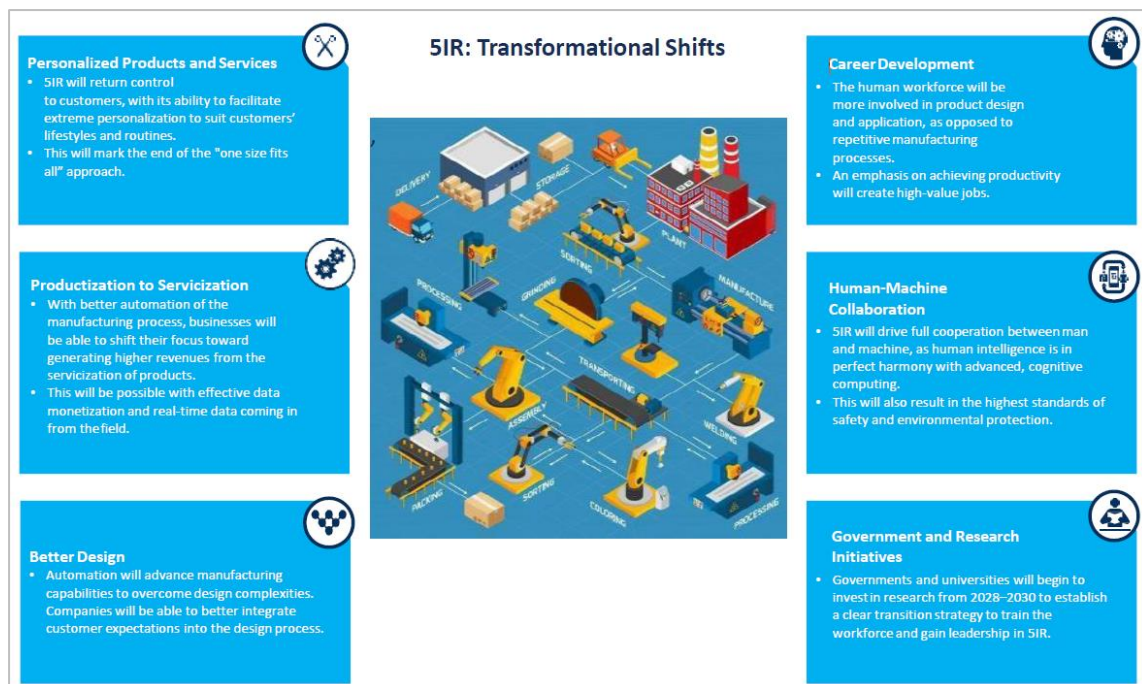 5IR: Transformational Shifts
Personalized Products and Services
• 5IR will return control
to customers, with its ability to facilitate
extreme personalization to suit customers’
lifestyles and routines.
• This will mark the end of the "one size fits
all” approach.
Productization to Servicization
• With better automation of the
manufacturing process, businesses will
be able to shift their focus toward
generating higher revenues from the
servicization of products.
• This will be possible with effective data
monetization and real-time data coming in
from the field.
Better Design
• Automation will advance manufacturing
capabilities to overcome design complexities.
Companies will be able to better integrate
customer expectations into the design process.
DELIVERY
STORAGE
PLANT
SORTING
MANUFACTURE
GRINDING
PROCESSING
TRANSPORTING
ASSEMBLY
WELDING
PACKING
SORTING
COLORING
PROCESSING
Career Development
• The human workforce will be
more involved in product design
and application, as opposed to
repetitive manufacturing
processes.
• An emphasis on achieving productivity
will create high-value jobs.
Human-Machine
Collaboration
• 5IR will drive full cooperation between man
and machine, as human intelligence is in
perfect harmony with advanced, cognitive
computing.
• This will also result in the highest standards of
safety and environmental protection.
Government and Research
Initiatives
• Governments and universities will begin to
invest in research from 2028–2030 to establish
a clear transition strategy to train the
workforce and gain leadership in 5IR.